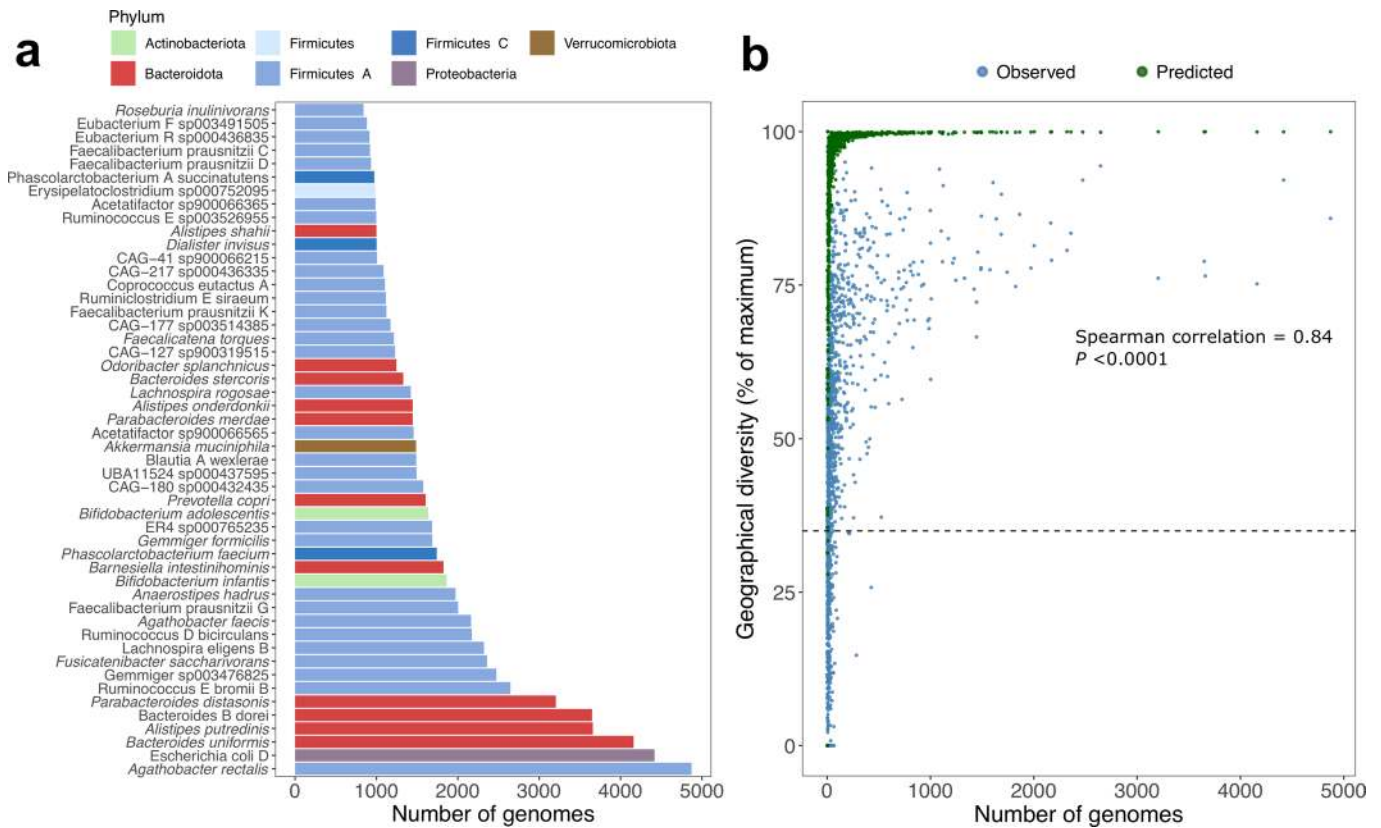 Phylum
a
Actinobacteriota
Firmicutes
Firmicutes C
Verrucomicrobiota
Bacteroidota
Firmicutes A
Proteobacteria
Roseburia inulinivorans
Eubacterium F sp003491505
Eubacterium R sp000436835
Faecalibacterium prausnitzii C
Faecalibacterium prausnitzii D
Phascolarctobacterium A succinatutens
Erysipelatoclostridium sp000752095
Acetatifactor sp900066365
Ruminococcus E sp003526955
Alistipes shahii
Dialister invisus
CAG−41 sp900066215
CAG−217 sp000436335
Coprococcus eutactus A
Ruminiclostridium E siraeum
Faecalibacterium prausnitzii K
CAG−177 sp003514385
Faecalicatena torques
CAG−127 sp900319515
Odoribacter splanchnicus
Bacteroides stercoris
Lachnospira rogosae
Alistipes onderdonkii
Parabacteroides merdae
Acetatifactor sp900066565
Akkermansia muciniphila
Blautia A wexlerae
UBA11524 sp000437595
CAG−180 sp000432435
Prevotella copri
Bifidobacterium adolescentis
ER4 sp000765235
Gemmiger formicilis
Phascolarctobacterium faecium
Barnesiella intestinihominis
Bifidobacterium infantis
Anaerostipes hadrus
Faecalibacterium prausnitzii G
Agathobacter faecis
Ruminococcus D bicirculans
Lachnospira eligens B
Fusicatenibacter saccharivorans
Gemmiger sp003476825
Ruminococcus E bromii B
Parabacteroides distasonis
Bacteroides B dorei
Alistipes putredinis
Bacteroides uniformis
Escherichia coli D
Agathobacter rectalis
0 1000 2000 3000 4000 5000
Number of genomes
b
Observed
Predicted
Geographical diversity (% of maximum)
100
75
50
25
0
Spearman correlation = 0.84
P <0.0001
0 1000 2000 3000 4000 5000
Number of genomes